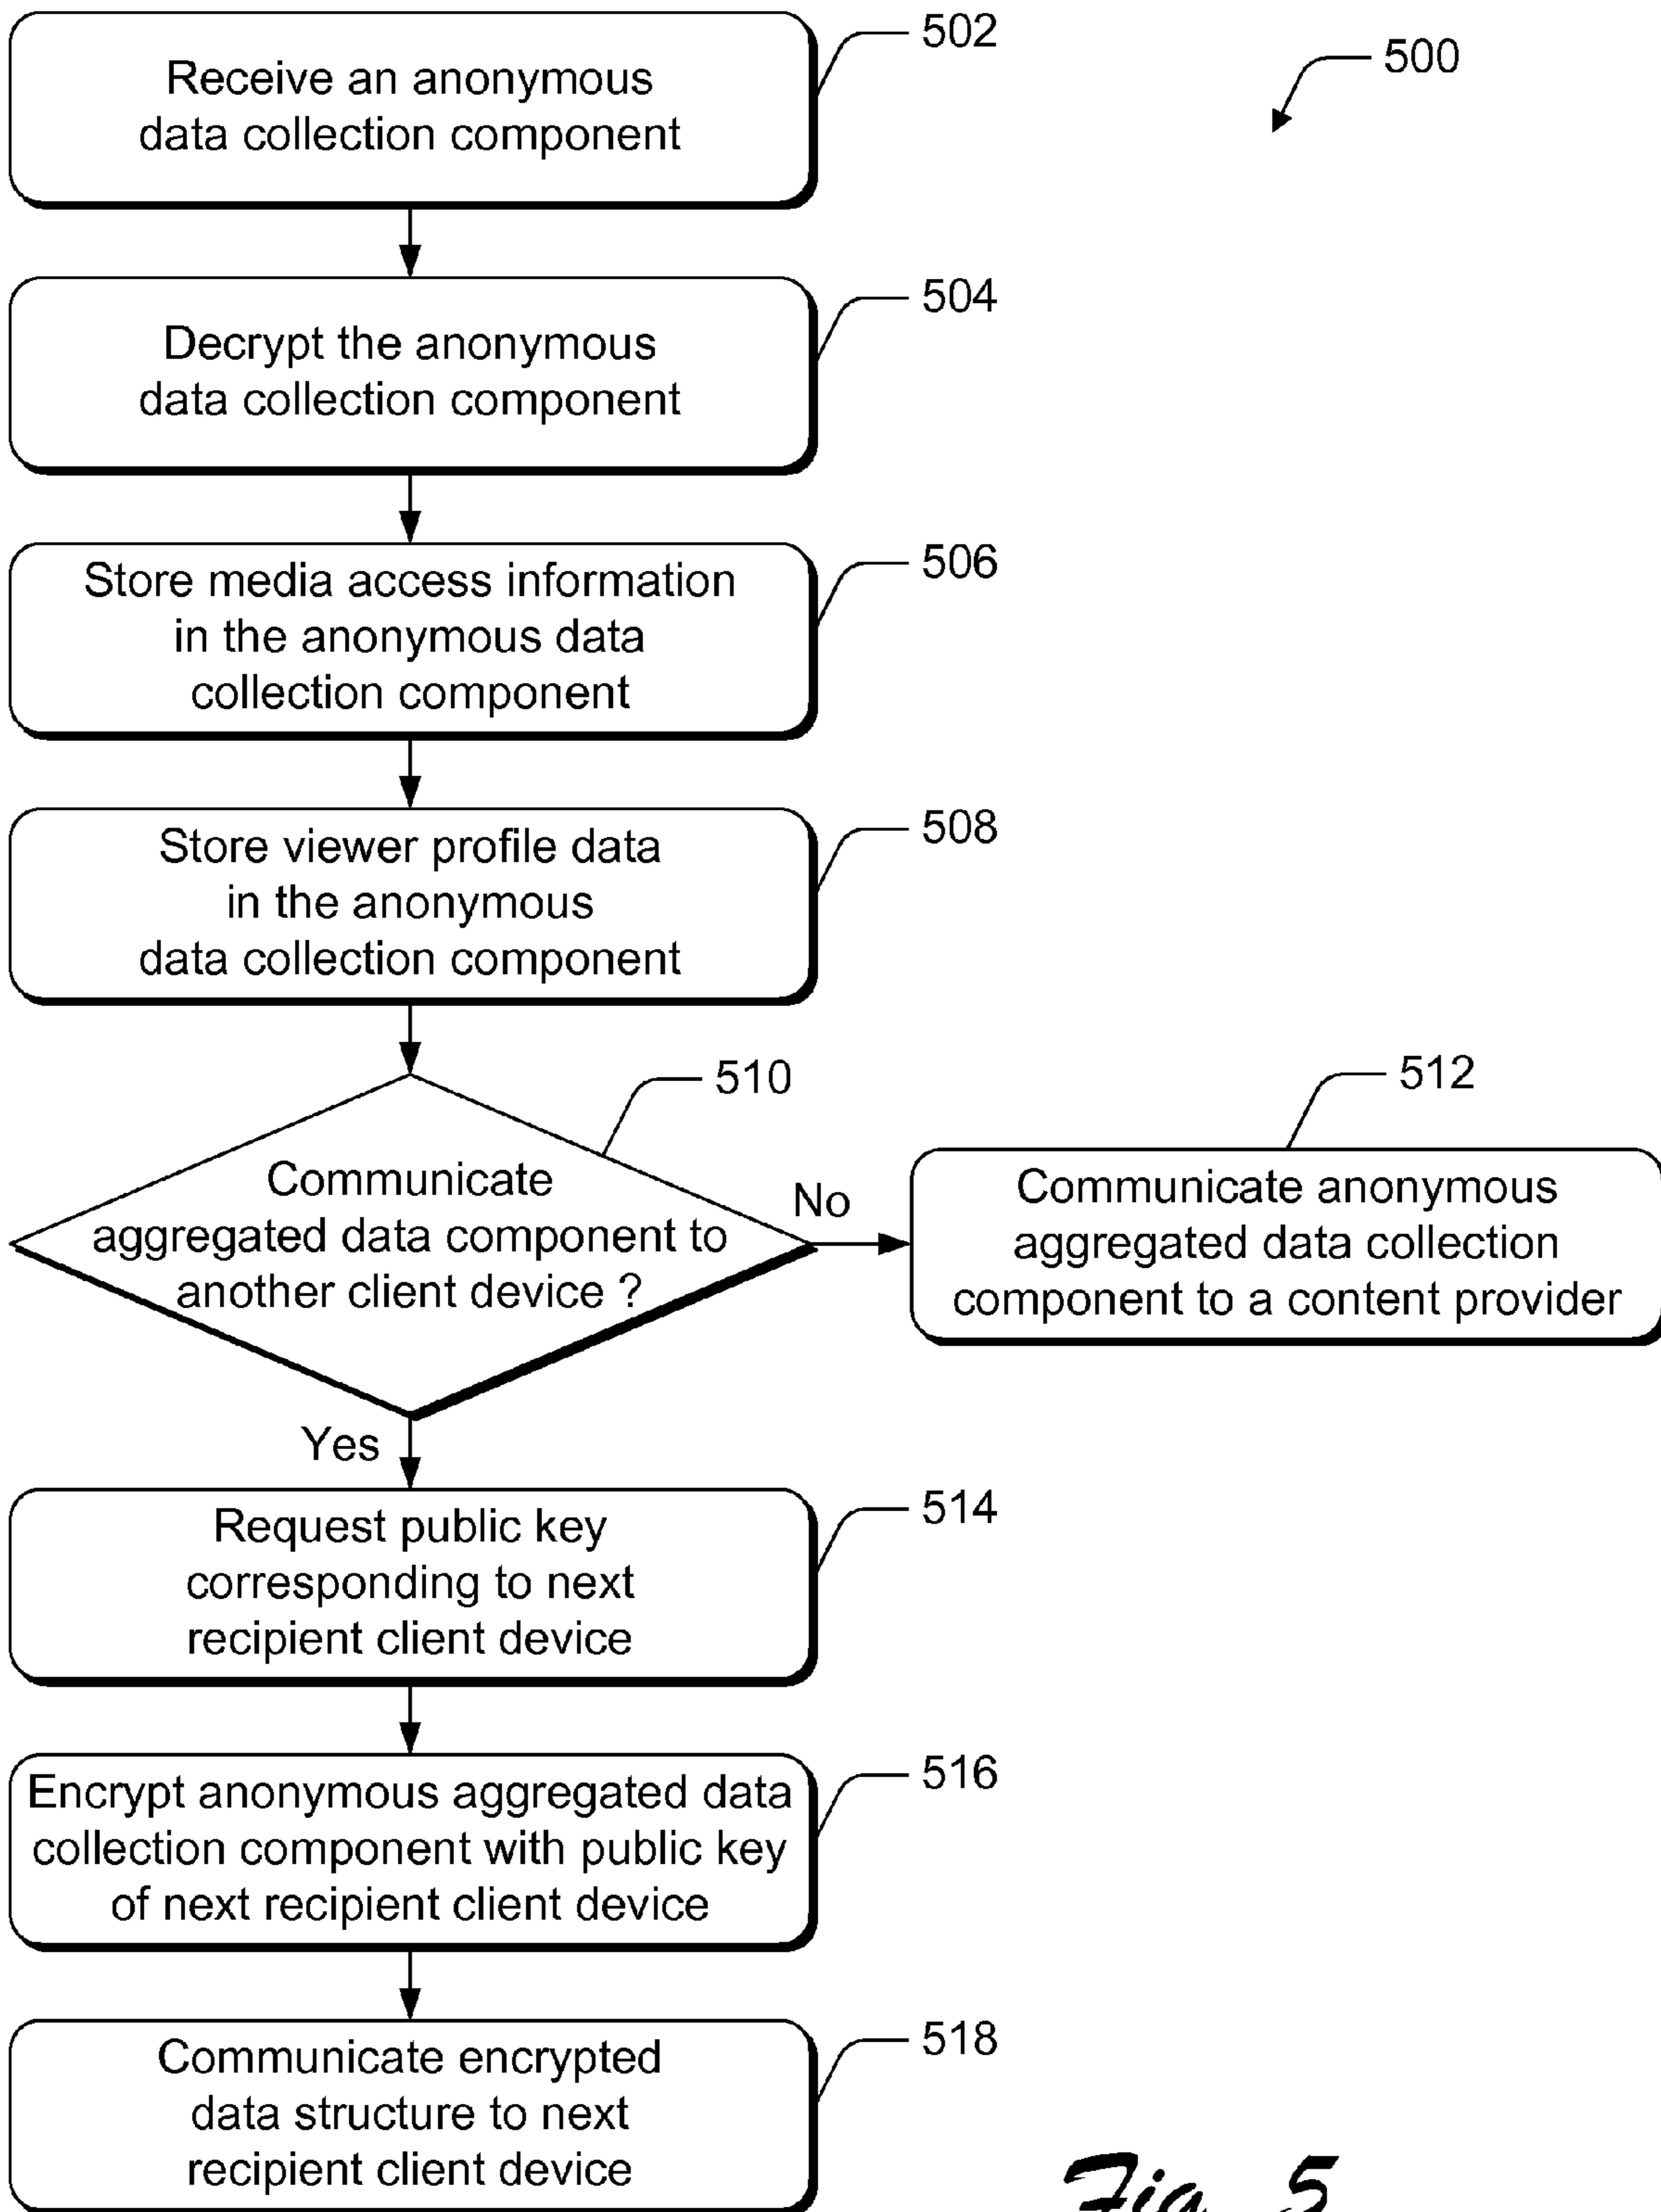 502
500
Receive an anonymous
data collection component
504
Decrypt the anonymous
data collection component
506
Store media access information
in the anonymous data
collection component
508
Store viewer profile data
in the anonymous
data collection component
510
512
Communicate
aggregated data component to
another client device ?
No
Communicate anonymous
aggregated data collection
component to a content provider
Yes
514
Request public key
corresponding to next
recipient client device
516
Encrypt anonymous aggregated data
collection component with public key
of next recipient client device
518
Communicate encrypted
data structure to next
recipient client device
Fig. 5